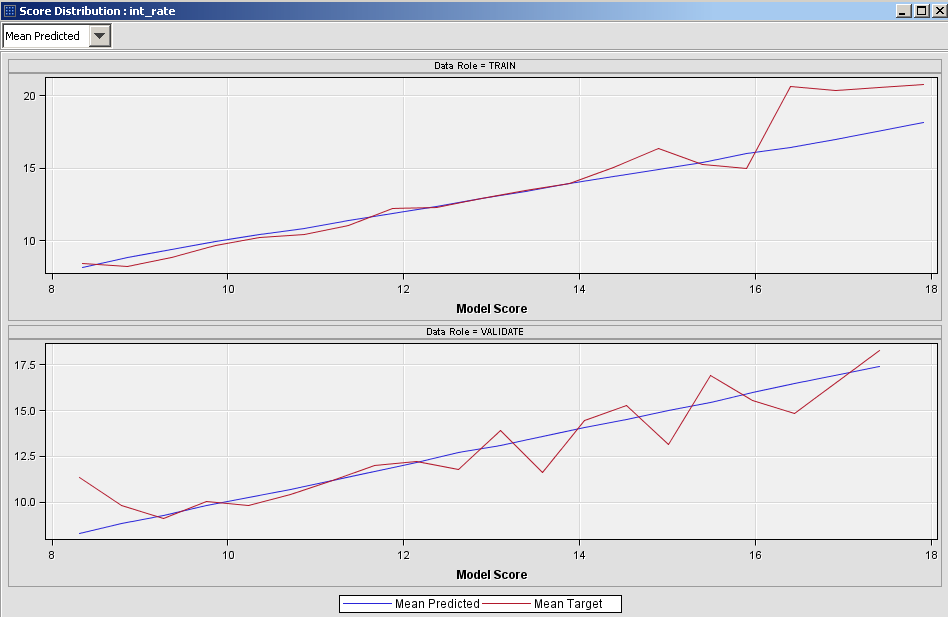 Score Distribution : int_rate
Mean Predicted
Data Role = TRAIN
20
15
10
8 10 12 14 16 18
Model Score
Data Role = VALIDATE
17.5
15.0
12.5
10.0
8 10 12 14 16 18
Model Score
Mean Predicted Mean Target